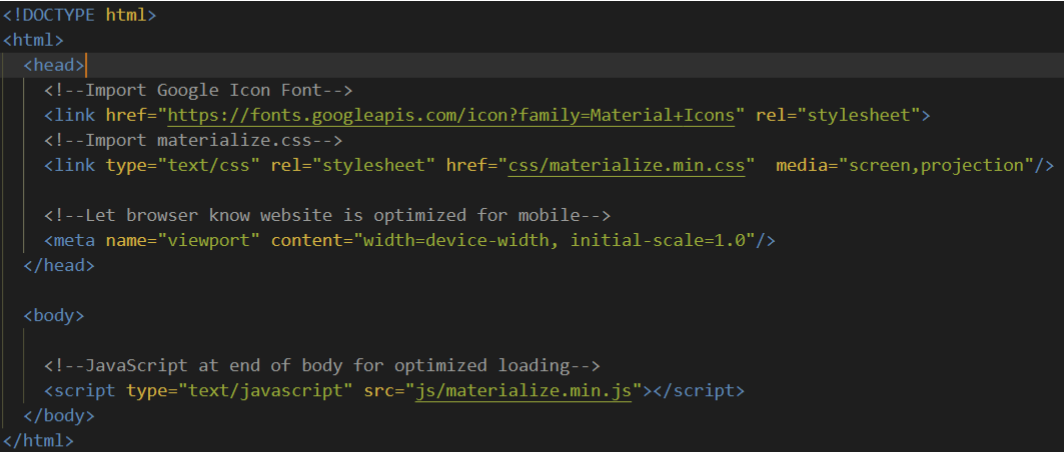 <!DOCTYPE html>
<html>
<head>
<!--Import Google Icon Font-->
<link href="https://fonts.googleapis.com/icon?family=Material+Icons" rel="stylesheet">
<!--Import materialize.css-->
<link type="text/css" rel="stylesheet" href="css/materialize.min.css"  media="screen,projection"/>
<!--Let browser know website is optimized for mobile-->
<meta name="viewport" content="width=device-width, initial-scale=1.0"/>
</head>
<body>
<!--JavaScript at end of body for optimized loading-->
<script type="text/javascript" src="js/materialize.min.js"></script>
</body>
</html>